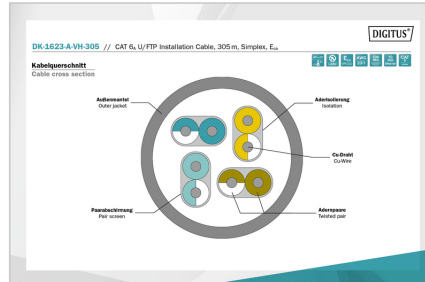 DIGITUS®
DK-1623-A-VH-305 // CAT 6A U/FTP Installation Cable, 305 m, Simplex, Eca
Kabelquerschnitt
Cable cross section
Außenmantel
Outer jacket
Aderisolierung
Isolation
Cu-Draht
Cu-Wire
Paarabschirmung
Pair screen
Adernpaare
Twisted pair